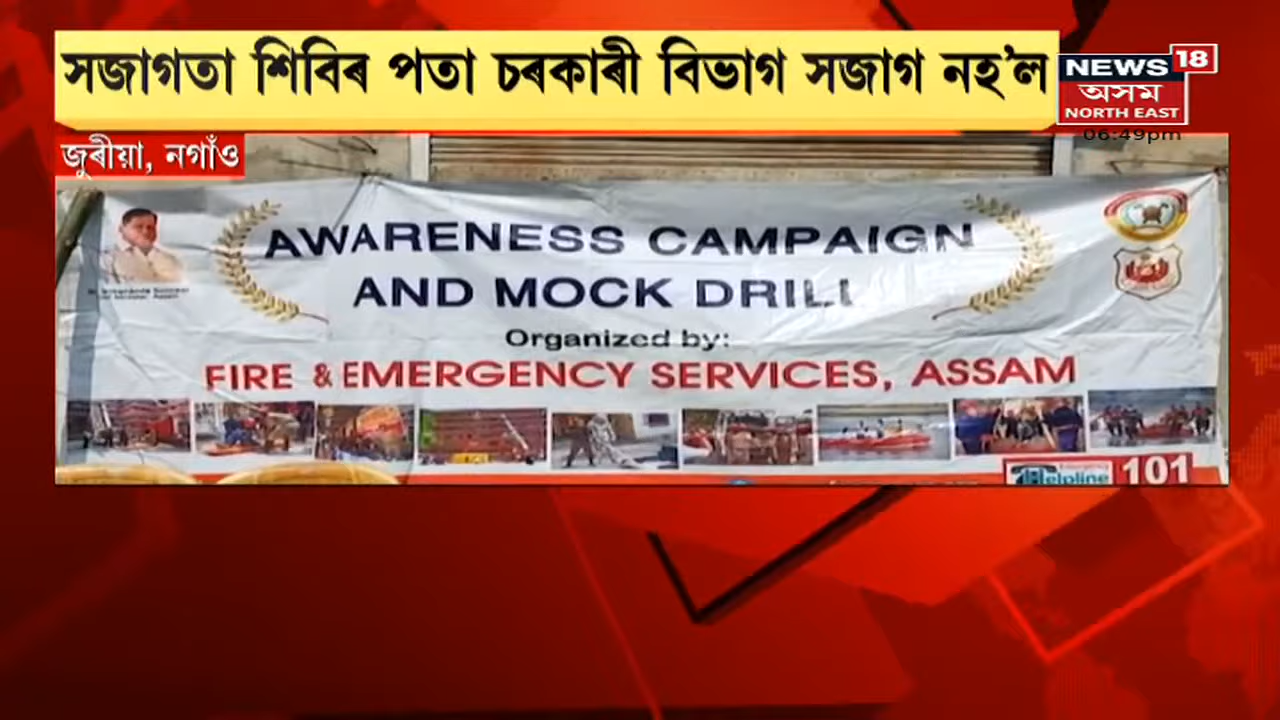 সজাগতা শিবিৰ পতা চৰকাৰী বিভাগ সজাগ নহ'ল
NEWS 18
অসম
NORTH EAST
06:49pm
জুৰীয়া, নগাঁও
AWARENESS CAMPAIGN
AND MOCK DRILL
Organized by:
FIRE & EMERGENCY SERVICES, ASSAM
Helpline 101